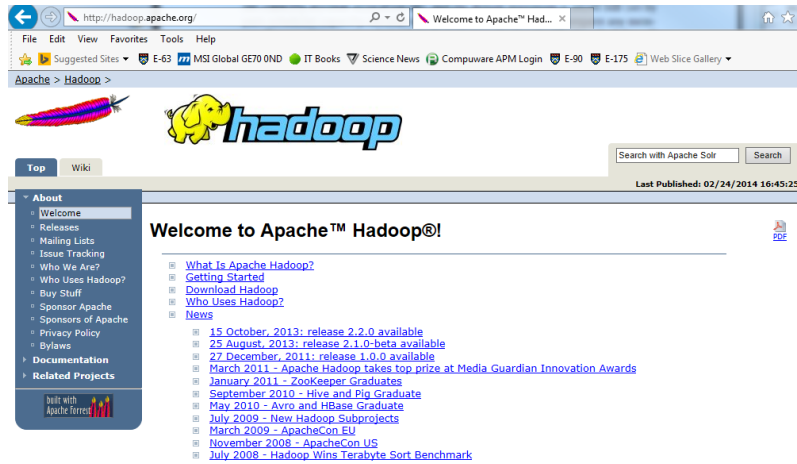 http://hadoop.apache.org/
Welcome to Apache™ Had...
File Edit View Favorites Tools Help
Suggested Sites E-63 MSI Global GE70 0ND IT Books Science News Compuware APM Login E-90 E-175 Web Slice Gallery
Apache > Hadoop >
hadoop
Search with Apache Solr Search
Top Wiki
Last Published: 02/24/2014 16:45:25
About
Welcome
Releases
Mailing Lists
Issue Tracking
Who We Are?
Who Uses Hadoop?
Buy Stuff
Sponsor Apache
Sponsors of Apache
Privacy Policy
Bylaws
Documentation
Related Projects
built with
Apache Forrest
Welcome to Apache™ Hadoop®!
PDF
What Is Apache Hadoop?
Getting Started
Download Hadoop
Who Uses Hadoop?
News
15 October, 2013: release 2.2.0 available
25 August, 2013: release 2.1.0-beta available
27 December, 2011: release 1.0.0 available
March 2011 - Apache Hadoop takes top prize at Media Guardian Innovation Awards
January 2011 - ZooKeeper Graduates
September 2010 - Hive and Pig Graduate
May 2010 - Avro and HBase Graduate
July 2009 - New Hadoop Subprojects
March 2009 - ApacheCon EU
November 2008 - ApacheCon US
July 2008 - Hadoop Wins Terabyte Sort Benchmark